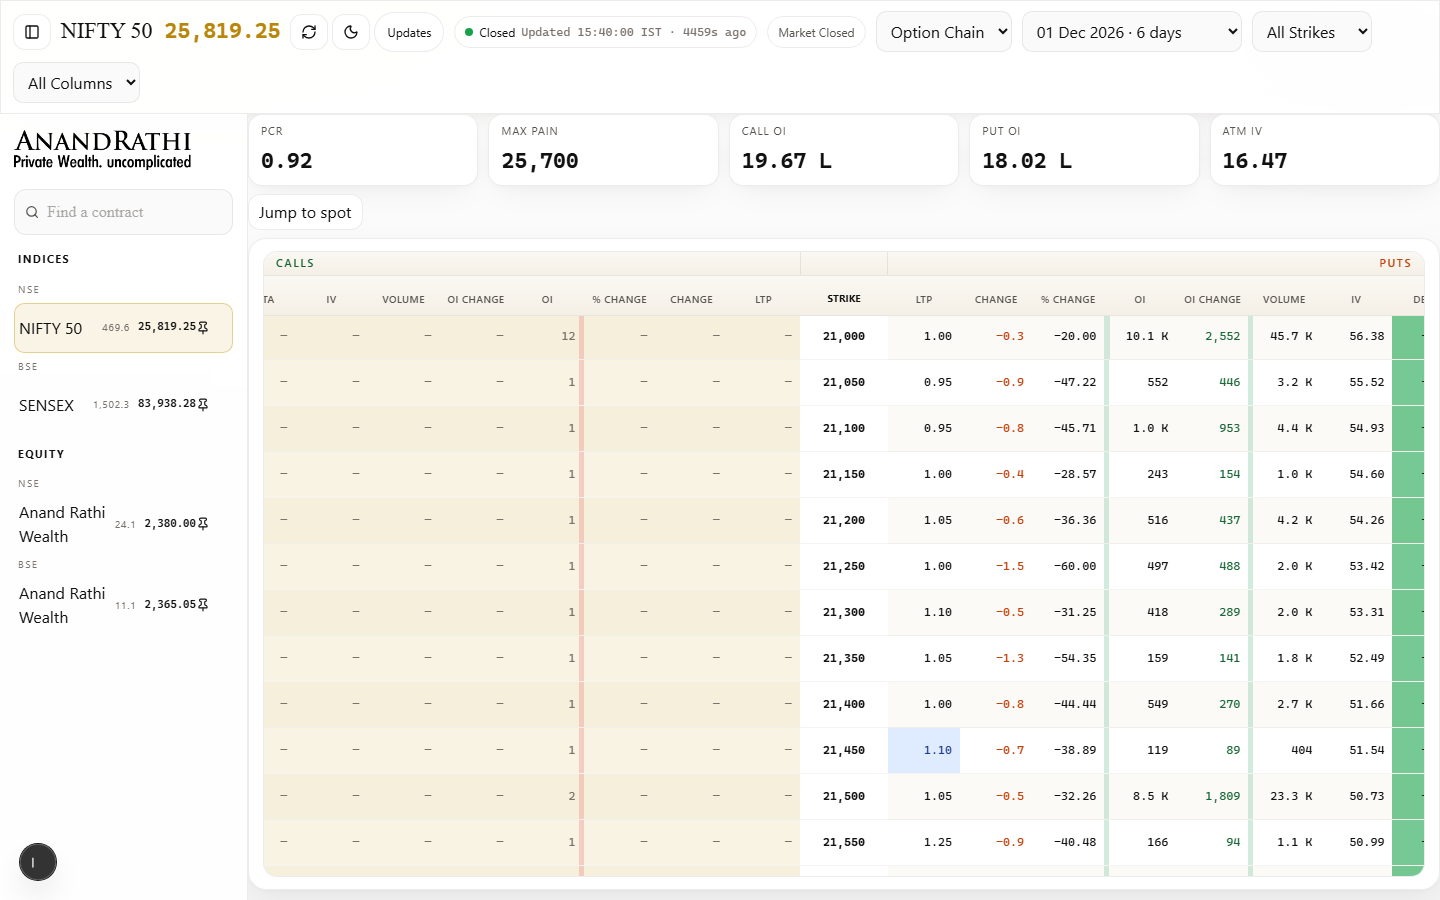 NIFTY 50 25,819.25 Updates Closed Updated 15:40:00 IST · 4459s ago Market Closed Option Chain 01 Dec 2026 · 6 days All Strikes
All Columns
ANANDRATHI
Private Wealth. uncomplicated
Find a contract
INDICES
NSE
NIFTY 50 469.6 25,819.25
BSE
SENSEX 1,502.3 83,938.28
EQUITY
NSE
Anand Rathi Wealth 24.1 2,380.00
BSE
Anand Rathi Wealth 11.1 2,365.05
PCR MAX PAIN CALL OI PUT OI ATM IV
0.92 25,700 19.67 L 18.02 L 16.47
Jump to spot
CALLS PUTS
TA IV VOLUME OI CHANGE OI % CHANGE CHANGE LTP STRIKE LTP CHANGE % CHANGE OI OI CHANGE VOLUME IV DE
— — — — 12 — — — 21,000 1.00 −0.3 −20.00 10.1 K 2,552 45.7 K 56.38
— — — — 1 — — — 21,050 0.95 −0.9 −47.22 552 446 3.2 K 55.52
— — — — 1 — — — 21,100 0.95 −0.8 −45.71 1.0 K 953 4.4 K 54.93
— — — — 1 — — — 21,150 1.00 −0.4 −28.57 243 154 1.0 K 54.60
— — — — 1 — — — 21,200 1.05 −0.6 −36.36 516 437 4.2 K 54.26
— — — — 1 — — — 21,250 1.00 −1.5 −60.00 497 488 2.0 K 53.42
— — — — 1 — — — 21,300 1.10 −0.5 −31.25 418 289 2.0 K 53.31
— — — — 1 — — — 21,350 1.05 −1.3 −54.35 159 141 1.8 K 52.49
— — — — 1 — — — 21,400 1.00 −0.8 −44.44 549 270 2.7 K 51.66
— — — — 1 — — — 21,450 1.10 −0.7 −38.89 119 89 404 51.54
— — — — 2 — — — 21,500 1.05 −0.5 −32.26 8.5 K 1,809 23.3 K 50.73
— — — — 1 — — — 21,550 1.25 −0.9 −40.48 166 94 1.1 K 50.99